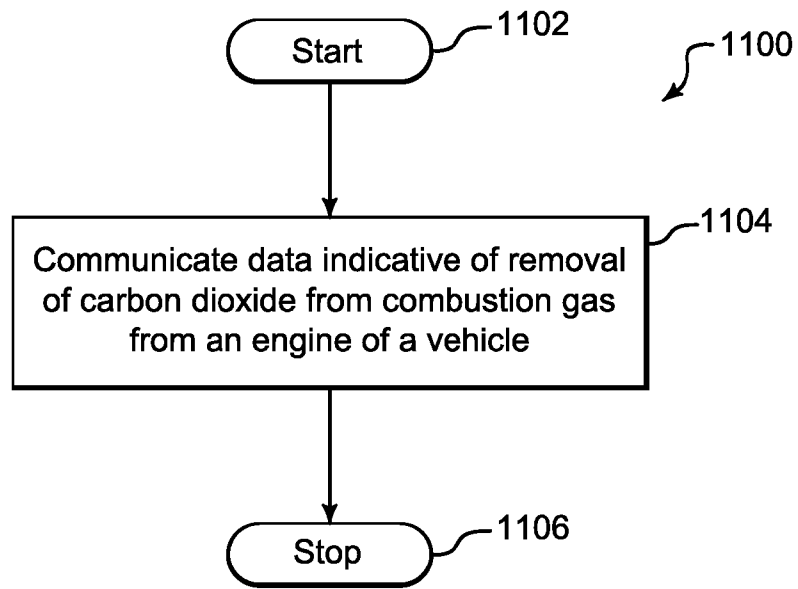 Start
1102
1100
1104
Communicate data indicative of removal
of carbon dioxide from combustion gas
from an engine of a vehicle
Stop
1106